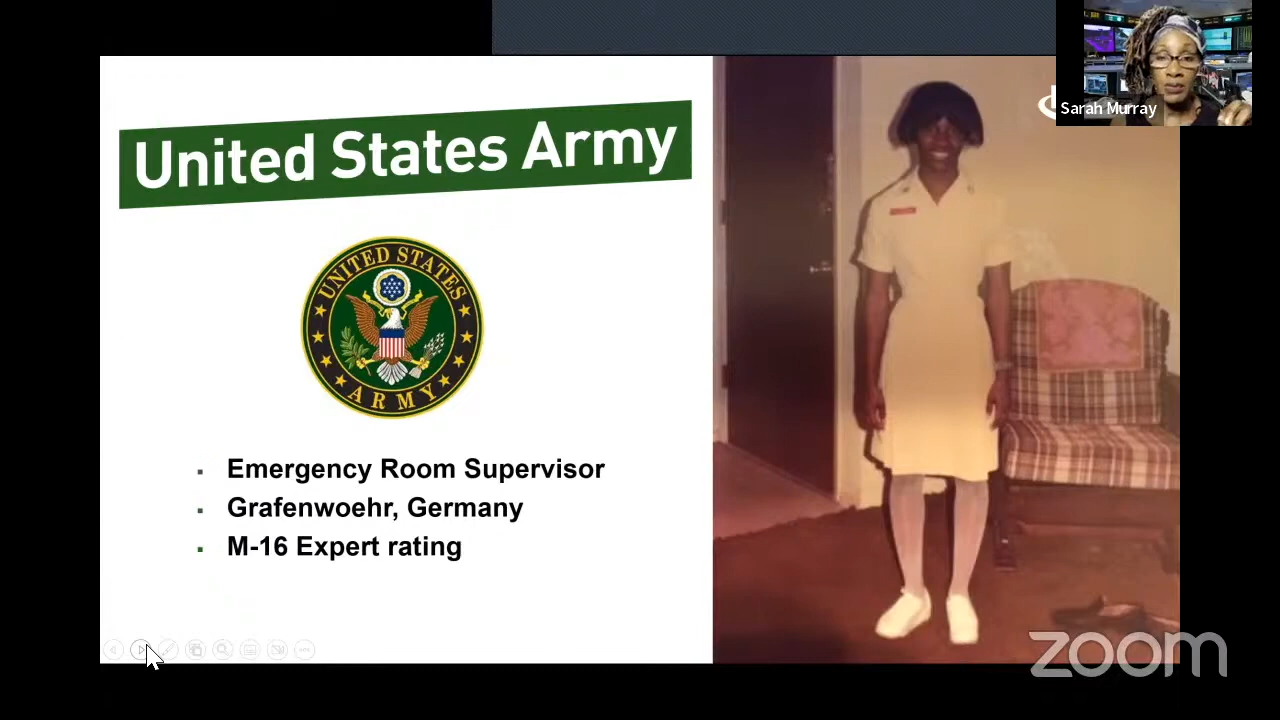 Sarah Murray
United States Army
UNITED STATES
ARMY
Emergency Room Supervisor
Grafenwoehr, Germany
M-16 Expert rating
zoom